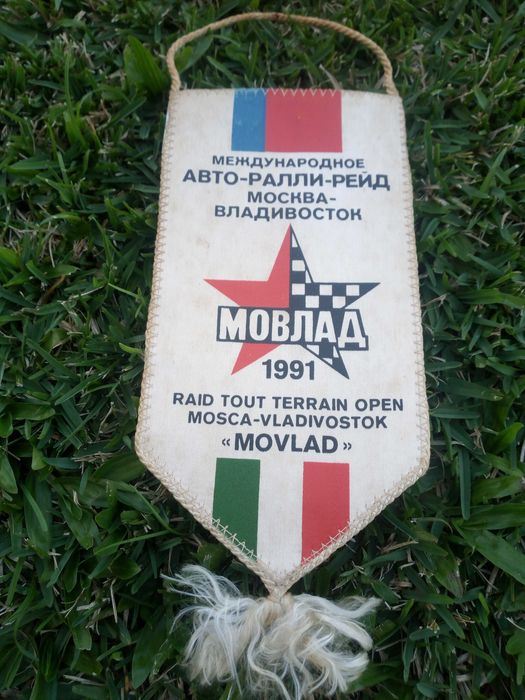 МЕЖДУНАРОДНОЕ
АВТО-РАЛЛИ-РЕЙД
МОСКВА-
ВЛАДИВОСТОК
МОВЛАД
1991
RAID TOUT TERRAIN OPEN
MOSCA-VLADIVOSTOK
«MOVLAD»